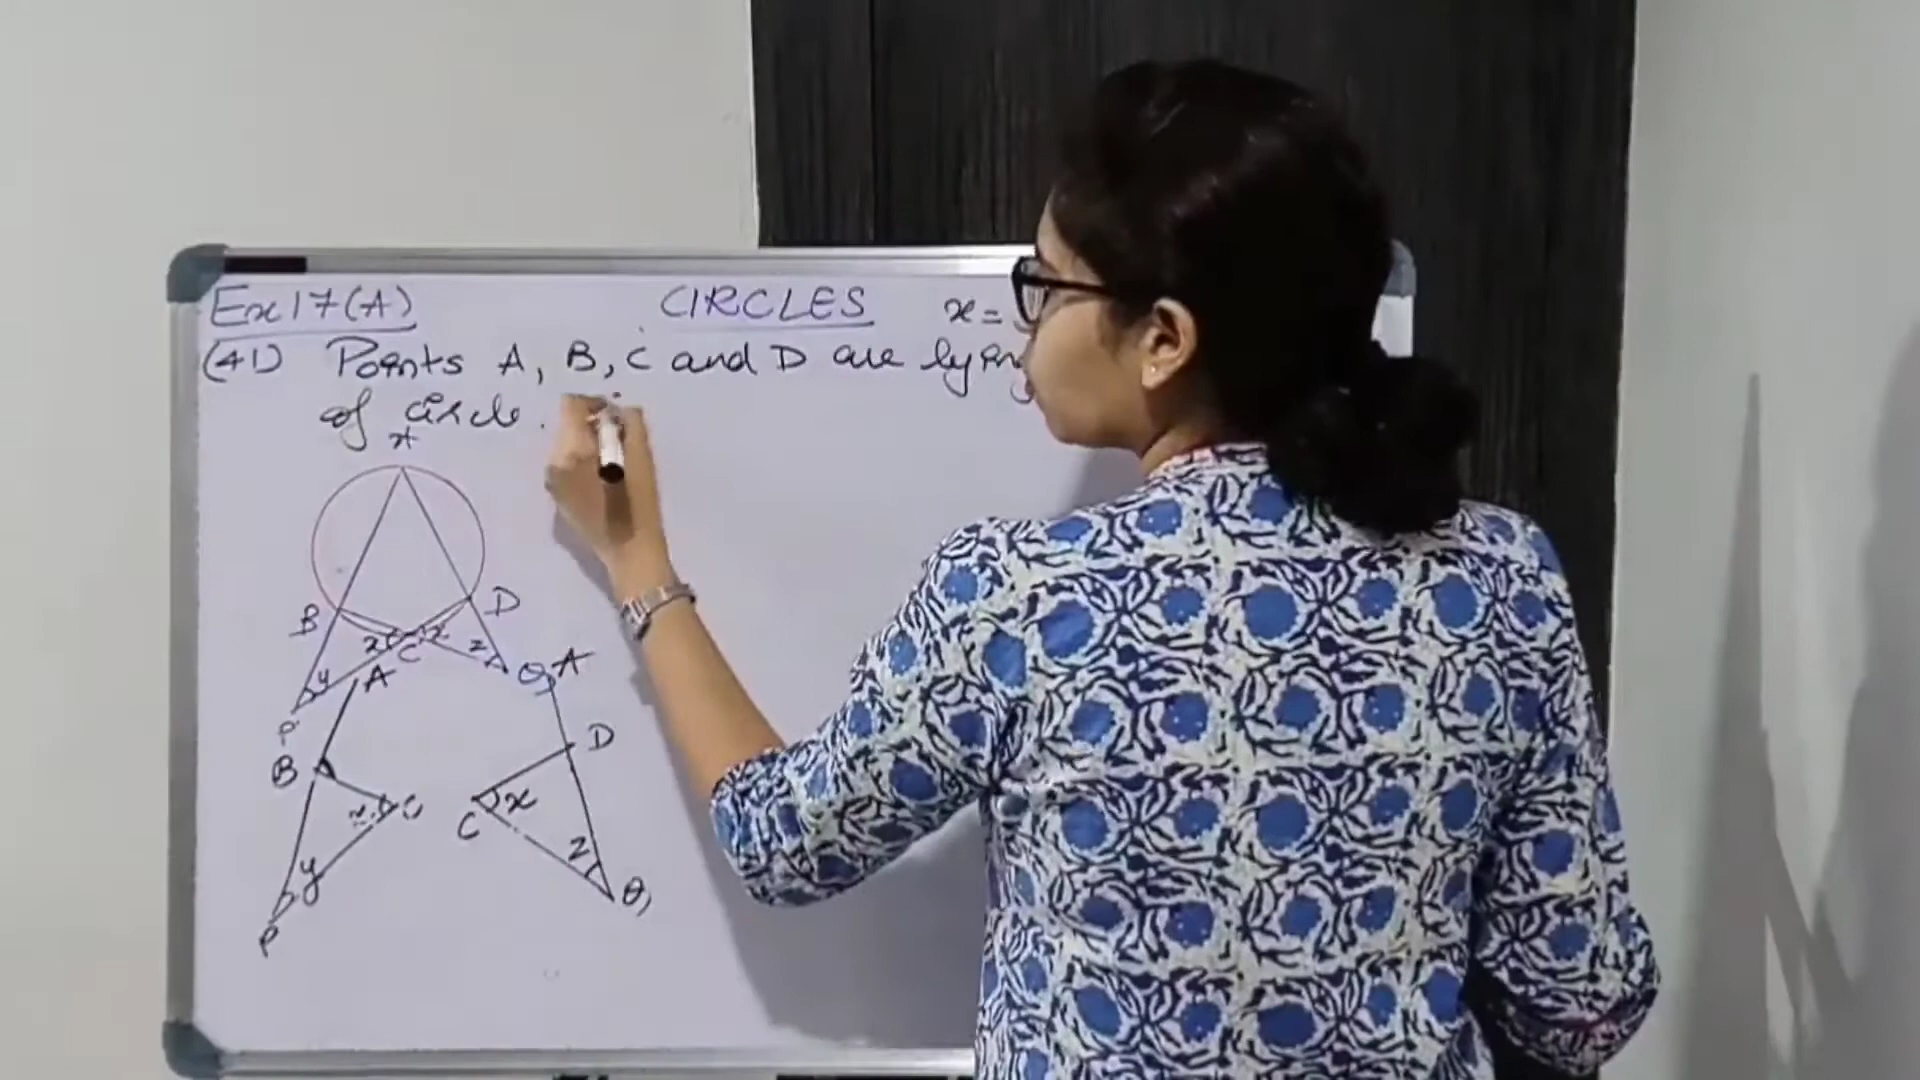 Ex 17(A) CIRCLES x =
(41) Points A, B, C and D are lying
of circle.
A
B D
x x
C z
y Q
P
A A
B D
x C C x
y z
P Q